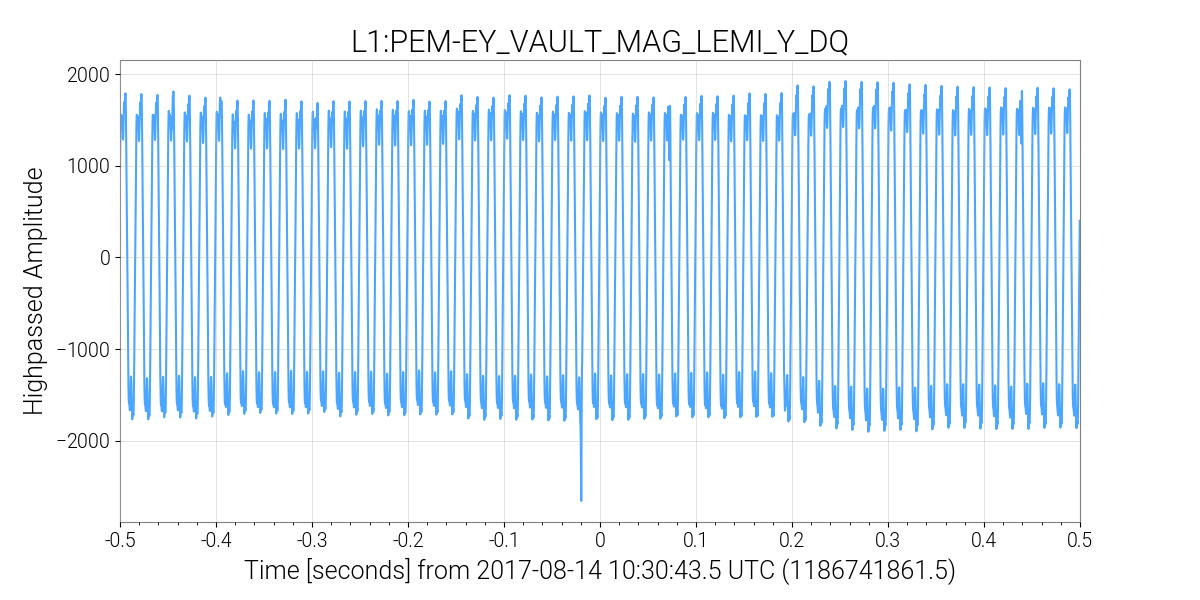 L1:PEM-EY_VAULT_MAG_LEMI_Y_DQ
Highpassed Amplitude
2000
1000
0
−1000
−2000
-0.5 -0.4 -0.3 -0.2 -0.1 0 0.1 0.2 0.3 0.4 0.5
Time [seconds] from 2017-08-14 10:30:43.5 UTC (1186741861.5)